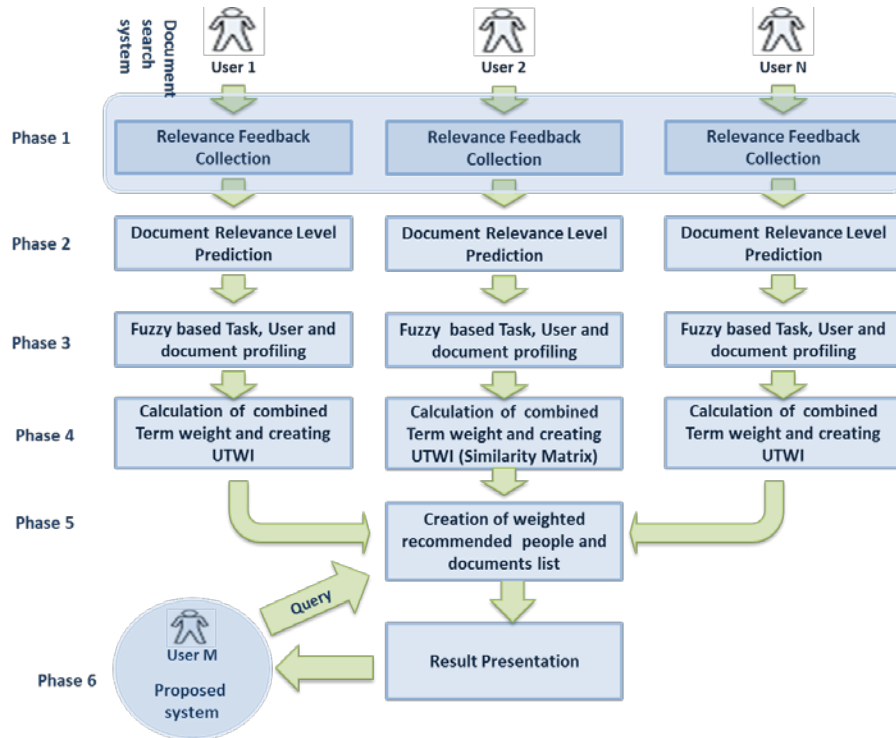 Document
search
system
User 1
User 2
User N
Phase 1
Relevance Feedback
Collection
Relevance Feedback
Collection
Relevance Feedback
Collection
Phase 2
Document Relevance Level
Prediction
Document Relevance Level
Prediction
Document Relevance Level
Prediction
Phase 3
Fuzzy based Task, User and
document profiling
Fuzzy based Task, User and
document profiling
Fuzzy based Task, User and
document profiling
Phase 4
Calculation of combined
Term weight and creating
UTWI
Calculation of combined
Term weight and creating
UTWI (Similarity Matrix)
Calculation of combined
Term weight and creating
UTWI
Phase 5
Creation of weighted
recommended people and
documents list
Query
User M
Proposed
system
Phase 6
Result Presentation